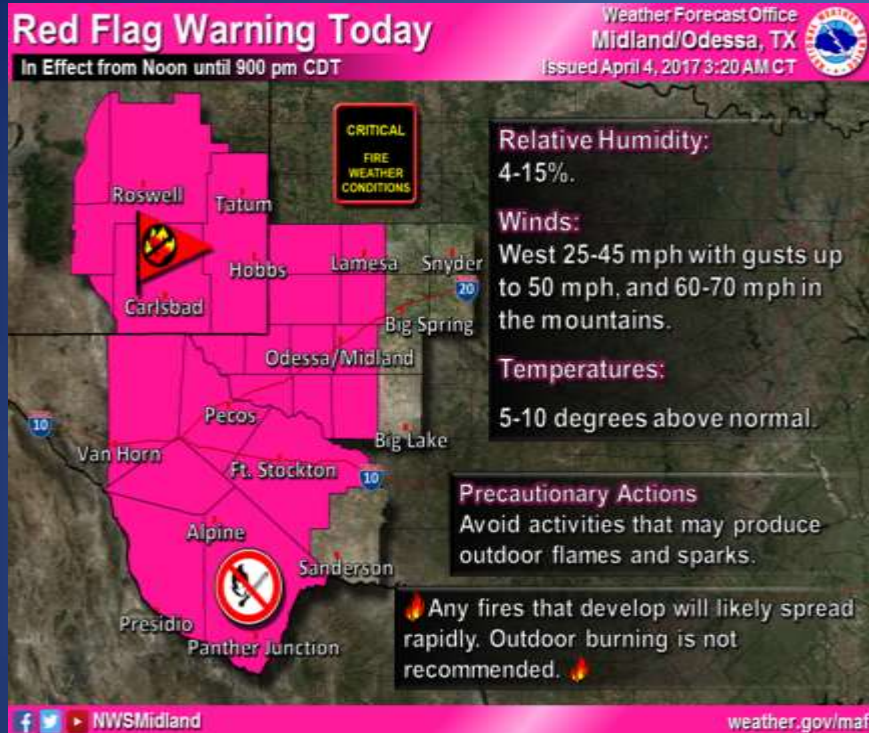 Red Flag Warning Today
In Effect from Noon until 900 pm CDT
Weather Forecast Office
Midland/Odessa, TX
Issued April 4, 2017 3:20 AM CT
CRITICAL
FIRE
WEATHER
CONDITIONS
Relative Humidity:
4-15%.
Winds:
West 25-45 mph with gusts up
to 50 mph, and 60-70 mph in
the mountains.
Temperatures:
5-10 degrees above normal.
Roswell
Tatum
Hobbs
Lamesa
Snyder
Carlsbad
20
Big Spring
Odessa/Midland
Pecos
10
Van Horn
Big Lake
Ft. Stockton
10
Alpine
Sanderson
Presidio
Panther Junction
Precautionary Actions
Avoid activities that may produce
outdoor flames and sparks.
Any fires that develop will likely spread
rapidly. Outdoor burning is not
recommended.
NWSMidland
weather.gov/maf